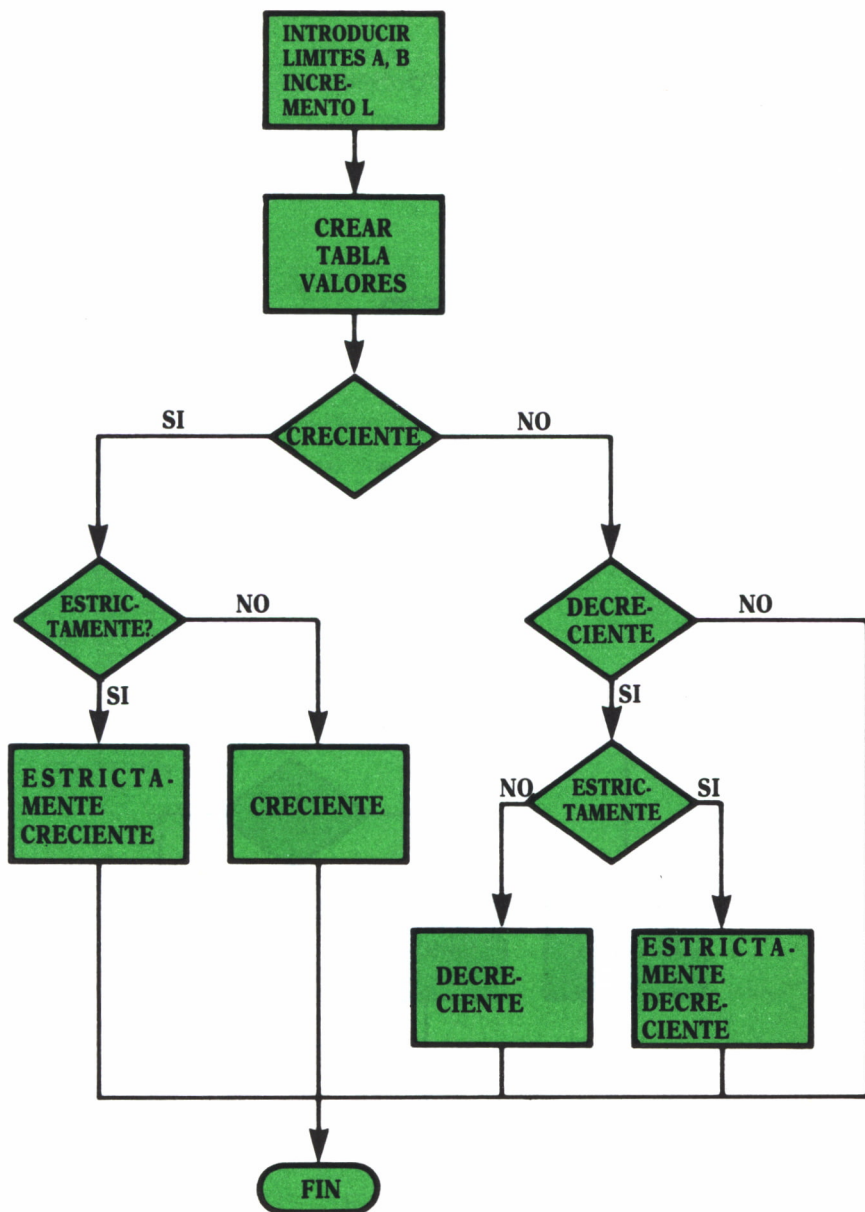 INTRODUCIR
LIMITES A, B
INCRE-
MENTO L
CREAR
TABLA
VALORES
SI
CRECIENTE
NO
ESTRIC-
TAMENTE?
NO
DECRE-
CIENTE
NO
SI
SI
ESTRICTA-
MENTE
CRECIENTE
CRECIENTE
NO
ESTRIC-
TAMENTE
SI
DECRE-
CIENTE
ESTRICTA-
MENTE
DECRE-
CIENTE
FIN